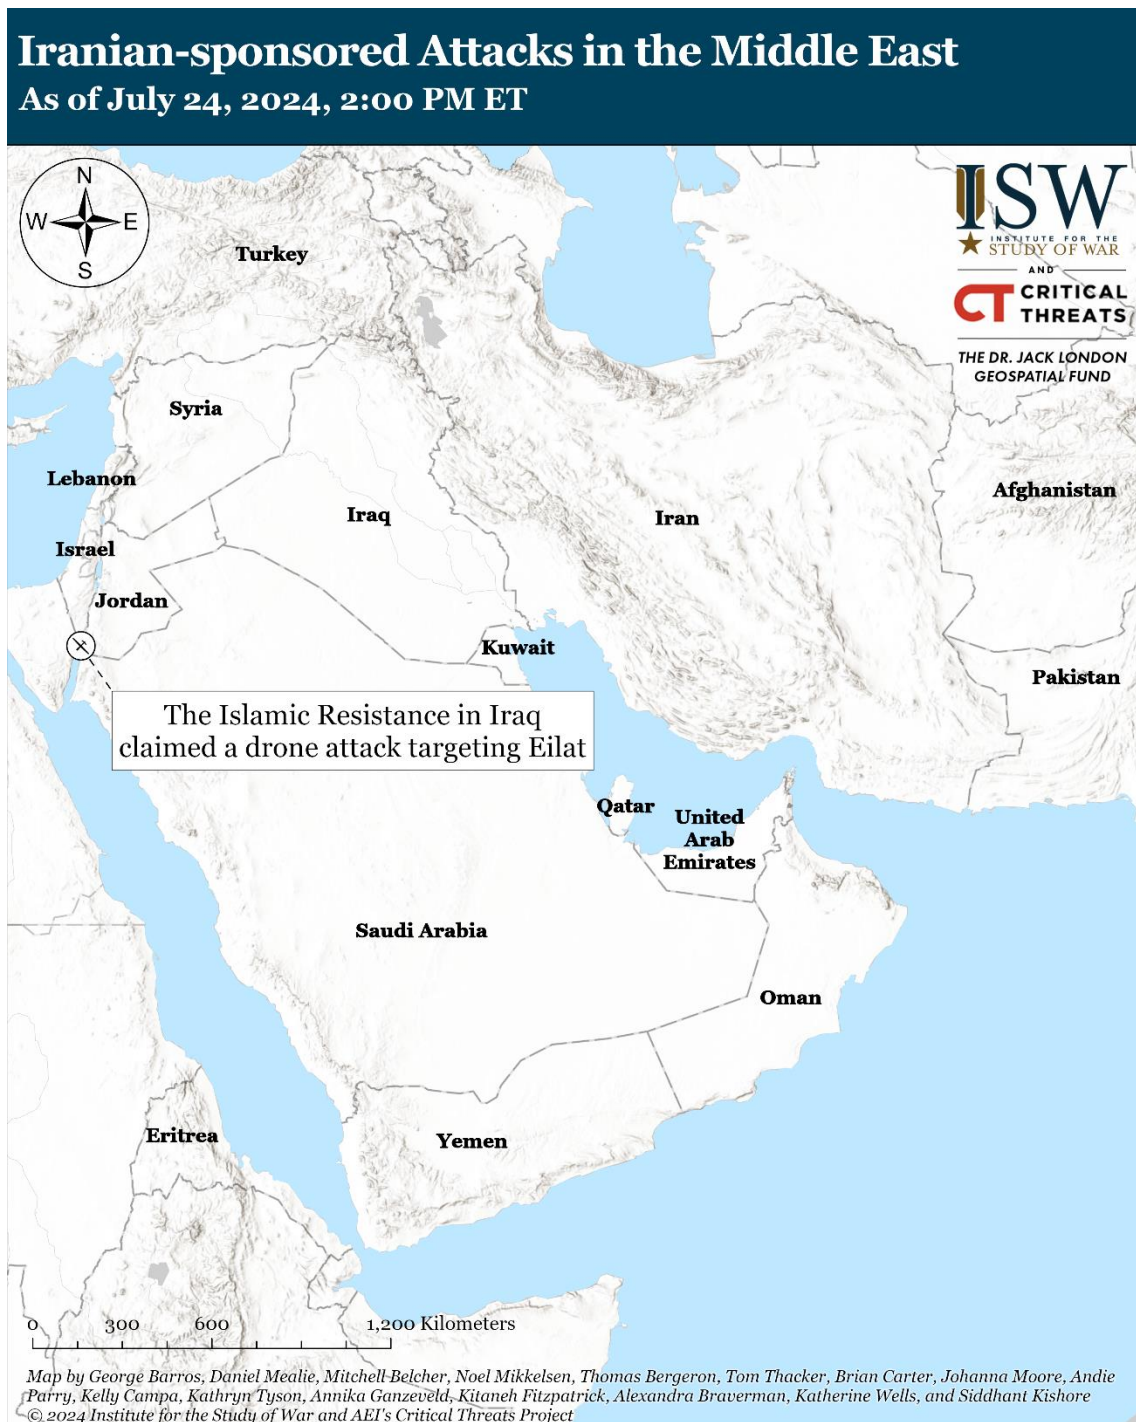 Iranian-sponsored Attacks in the Middle East
As of July 24, 2024, 2:00 PM ET
N
W
E
S
ISW
INSTITUTE FOR THE
STUDY OF WAR
AND
CT CRITICAL
THREATS
THE DR. JACK LONDON
GEOSPATIAL FUND
Turkey
Syria
Lebanon
Iraq
Iran
Afghanistan
Israel
Jordan
Kuwait
Pakistan
The Islamic Resistance in Iraq
claimed a drone attack targeting Eilat
Qatar
United
Arab
Emirates
Saudi Arabia
Oman
Eritrea
Yemen
0 300 600 1,200 Kilometers
Map by George Barros, Daniel Mealie, Mitchell Belcher, Noel Mikkelsen, Thomas Bergeron, Tom Thacker, Brian Carter, Johanna Moore, Andie
Parry, Kelly Campa, Kathryn Tyson, Annika Ganzeveld, Kitaneh Fitzpatrick, Alexandra Braverman, Katherine Wells, and Siddhant Kishore
© 2024 Institute for the Study of War and AEI's Critical Threats Project